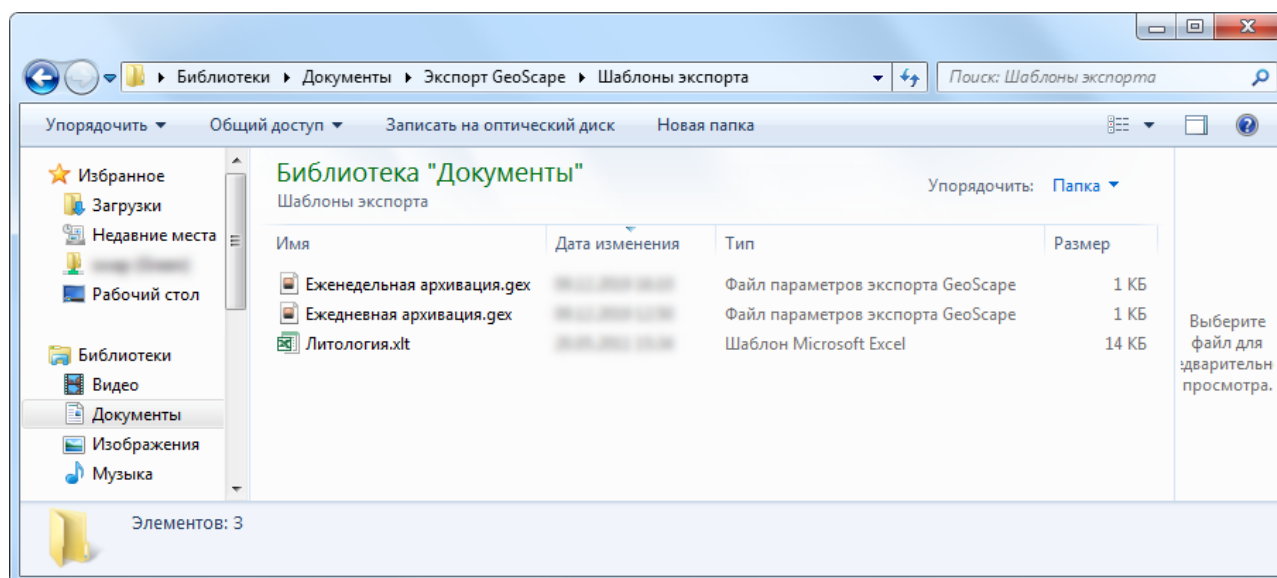 Библиотеки ▸ Документы ▸ Экспорт GeoScape ▸ Шаблоны экспорта
Поиск: Шаблоны экспорта
Упорядочить Общий доступ Записать на оптический диск Новая папка
Избранное
Загрузки
Недавние места
Рабочий стол
Библиотеки
Видео
Документы
Изображения
Музыка
Библиотека "Документы"
Шаблоны экспорта
Упорядочить: Папка
Имя Дата изменения Тип Размер
Еженедельная архивация.gex Файл параметров экспорта GeoScape 1 КБ
Ежедневная архивация.gex Файл параметров экспорта GeoScape 1 КБ
Литология.xlt Шаблон Microsoft Excel 14 КБ
Выберите
файл для
едварительн
просмотра.
Элементов: 3